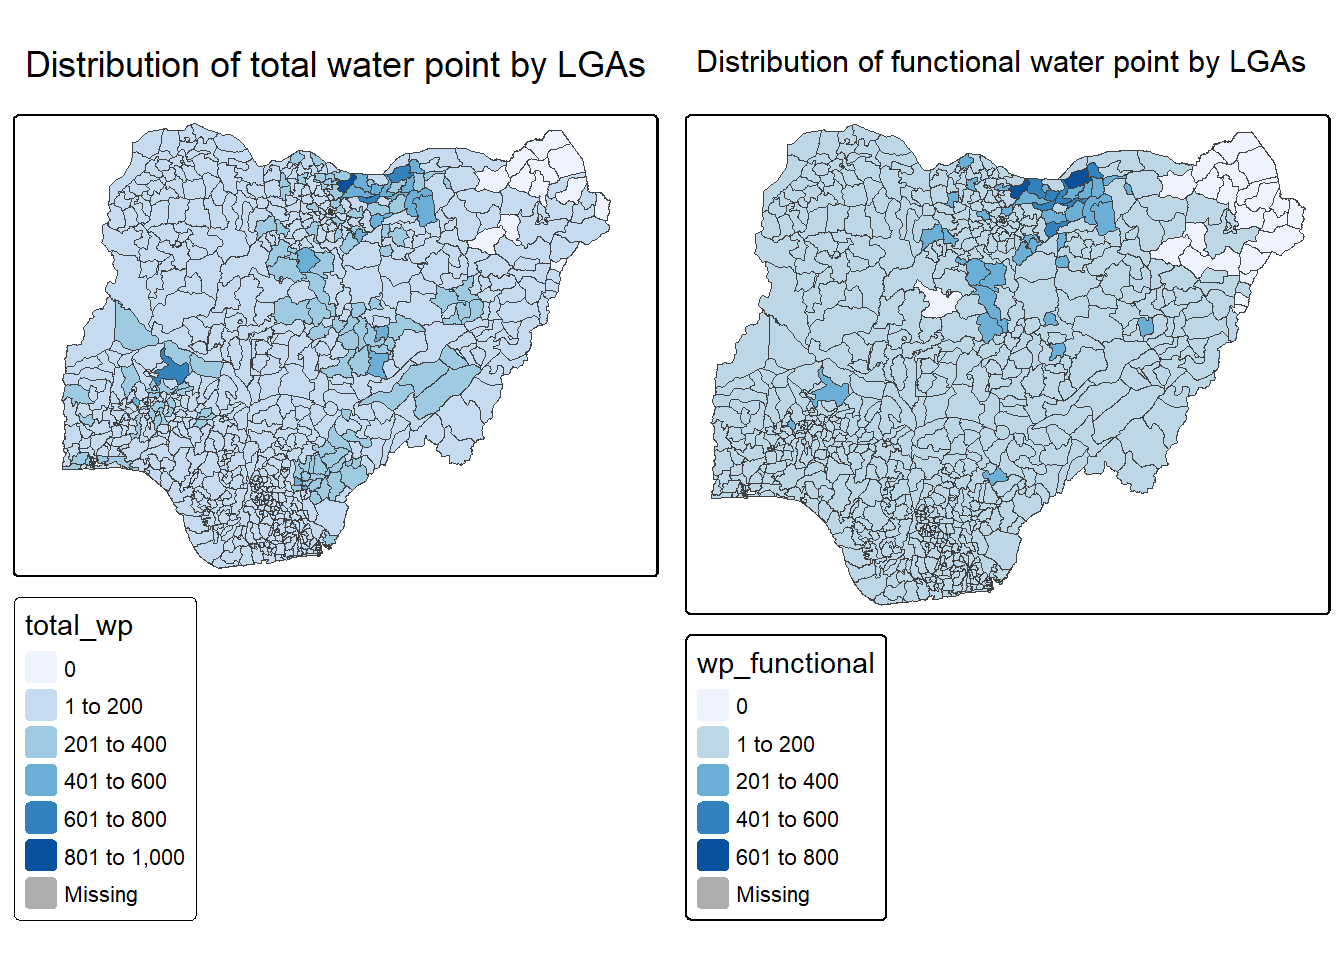 Distribution of total water point by LGAs
total_wp
0
1 to 200
201 to 400
401 to 600
601 to 800
801 to 1,000
Missing
Distribution of functional water point by LGAs
wp_functional
0
1 to 200
201 to 400
401 to 600
601 to 800
Missing